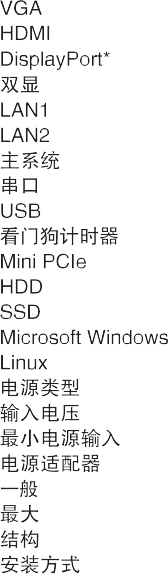 VGA
HDMI
DisplayPort*
双显
LAN1
LAN2
主系统
串口
USB
看门狗计时器
Mini PCIe
HDD
SSD
Microsoft Windows
Linux
电源类型
输入电压
最小电源输入
电源适配器
一般
最大
结构
安装方式